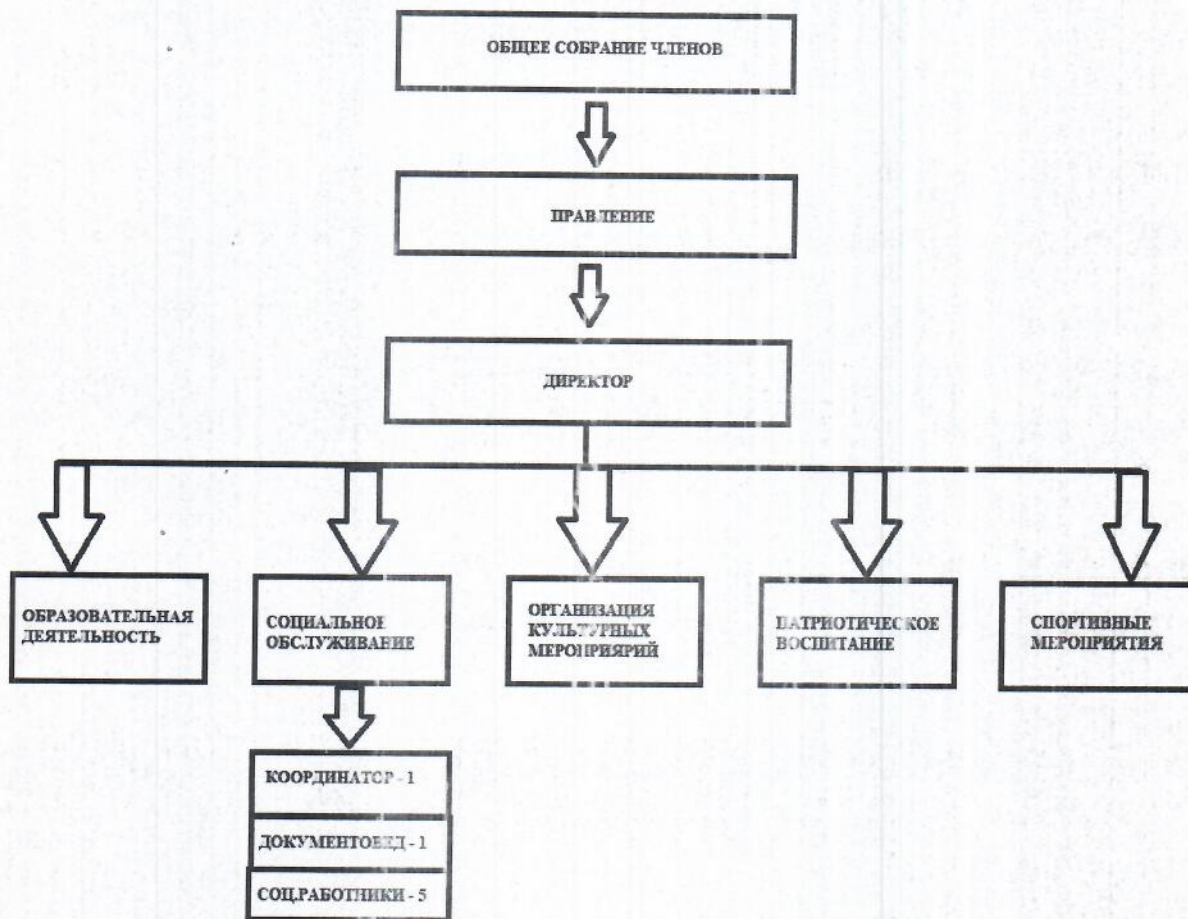 ОБЩЕЕ СОБРАНИЕ ЧЛЕНОВ
ПРАВЛЕНИЕ
ДИРЕКТОР
ОБРАЗОВАТЕЛЬНАЯ
ДЕЯТЕЛЬНОСТЬ
СОЦИАЛЬНОЕ
ОБСЛУЖИВАНИЕ
ОРГАНИЗАЦИЯ
КУЛЬТУРНЫХ
МЕРОПРИЯРИЙ
ПАТРИОТИЧЕСКОЕ
ВОСПИТАНИЕ
СПОРТИВНЫЕ
МЕРОПРИЯТИЯ
КООРДИНАТОР - 1
ДОКУМЕНТОВЕД - 1
СОЦ.РАБОТНИКИ - 5